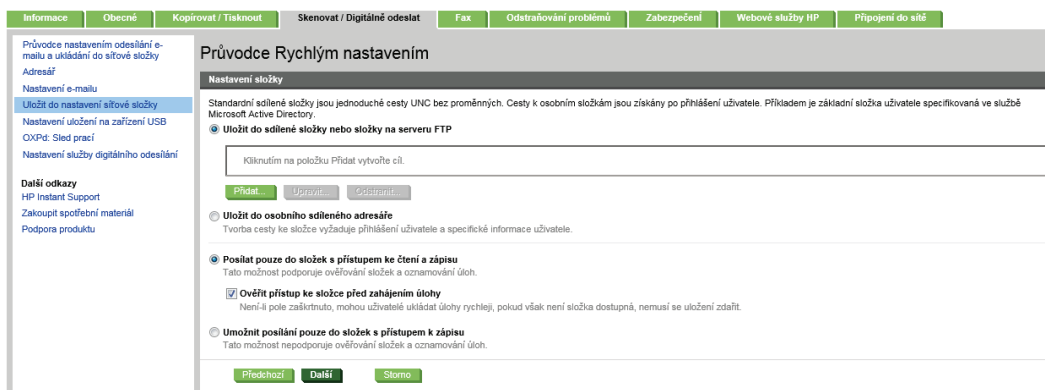 Informace Obecné Kopírovat / Tisknout Skenovat / Digitálně odeslat Fax Odstraňování problémů Zabezpečení Webové služby HP Připojení do sítě
Průvodce nastavením odesílání e-
mailu a ukládání do síťové složky
Adresář
Nastavení e-mailu
Uložit do nastavení síťové složky
Nastavení uložení na zařízení USB
OXPd: Sled prací
Nastavení služby digitálního odesílání
Další odkazy
HP Instant Support
Zakoupit spotřební materiál
Podpora produktu
Průvodce Rychlým nastavením
Nastavení složky
Standardní sdílené složky jsou jednoduché cesty UNC bez proměnných. Cesty k osobním složkám jsou získány po přihlášení uživatele. Příkladem je základní složka uživatele specifikovaná ve službě
Microsoft Active Directory.
Uložit do sdílené složky nebo složky na serveru FTP
Kliknutím na položku Přidat vytvořte cíl.
Přidat... Upravit... Odstranit...
Uložit do osobního sdíleného adresáře
Tvorba cesty ke složce vyžaduje přihlášení uživatele a specifické informace uživatele.
Posílat pouze do složek s přístupem ke čtení a zápisu
Tato možnost podporuje ověřování složek a oznamování úloh.
Ověřit přístup ke složce před zahájením úlohy
Není-li pole zaškrtnuto, mohou uživatelé ukládat úlohy rychleji, pokud však není složka dostupná, nemusí se uložení zdařit.
Umožnit posílání pouze do složek s přístupem k zápisu
Tato možnost nepodporuje ověřování složek a oznamování úloh.
Předchozí Další Storno